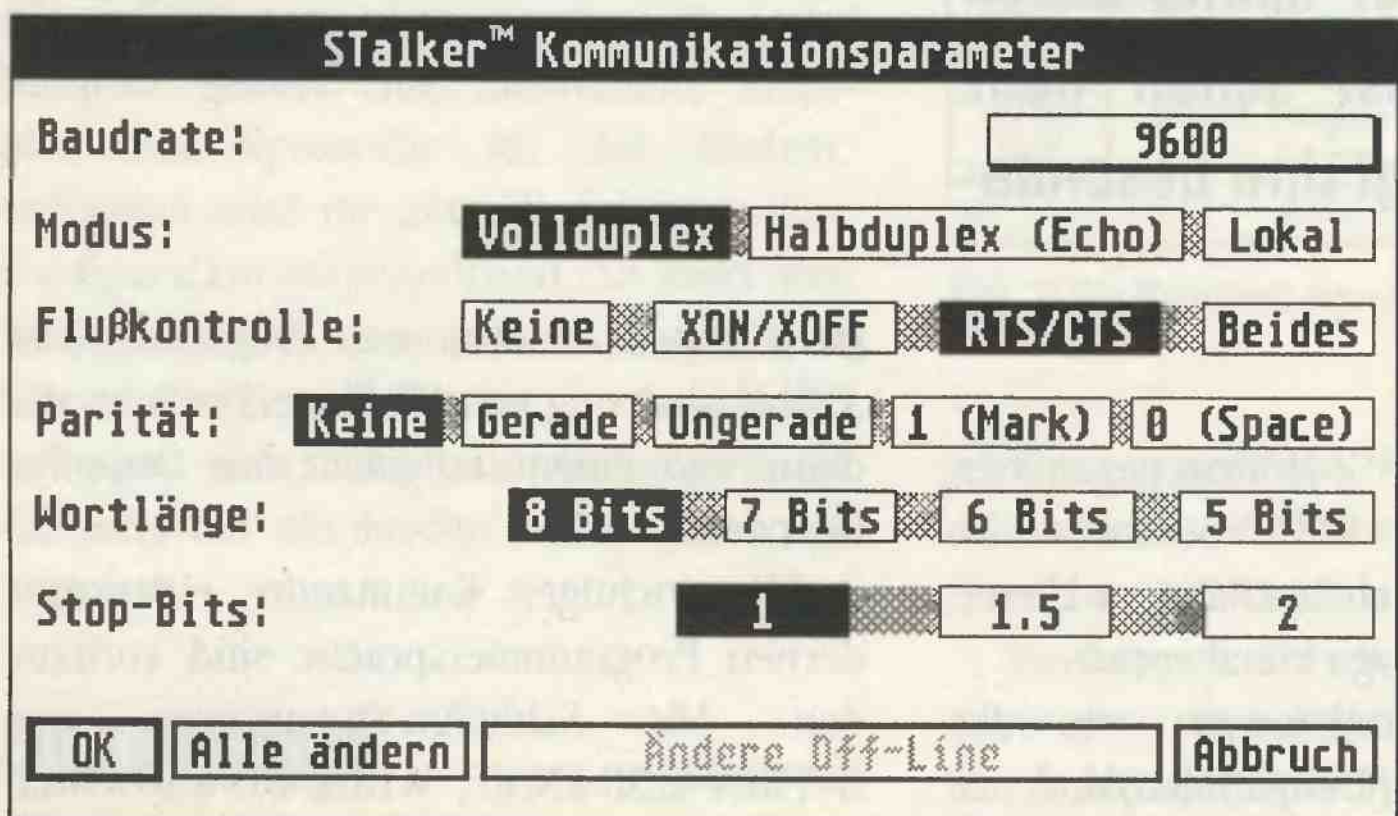 STalker™ Kommunikationsparameter
Baudrate: 9600
Modus: Vollduplex Halbduplex (Echo) Lokal
Flußkontrolle: Keine XON/XOFF RTS/CTS Beides
Parität: Keine Gerade Ungerade 1 (Mark) 0 (Space)
Wortlänge: 8 Bits 7 Bits 6 Bits 5 Bits
Stop-Bits: 1 1.5 2
OK Alle ändern Ändere Off-Line Abbruch